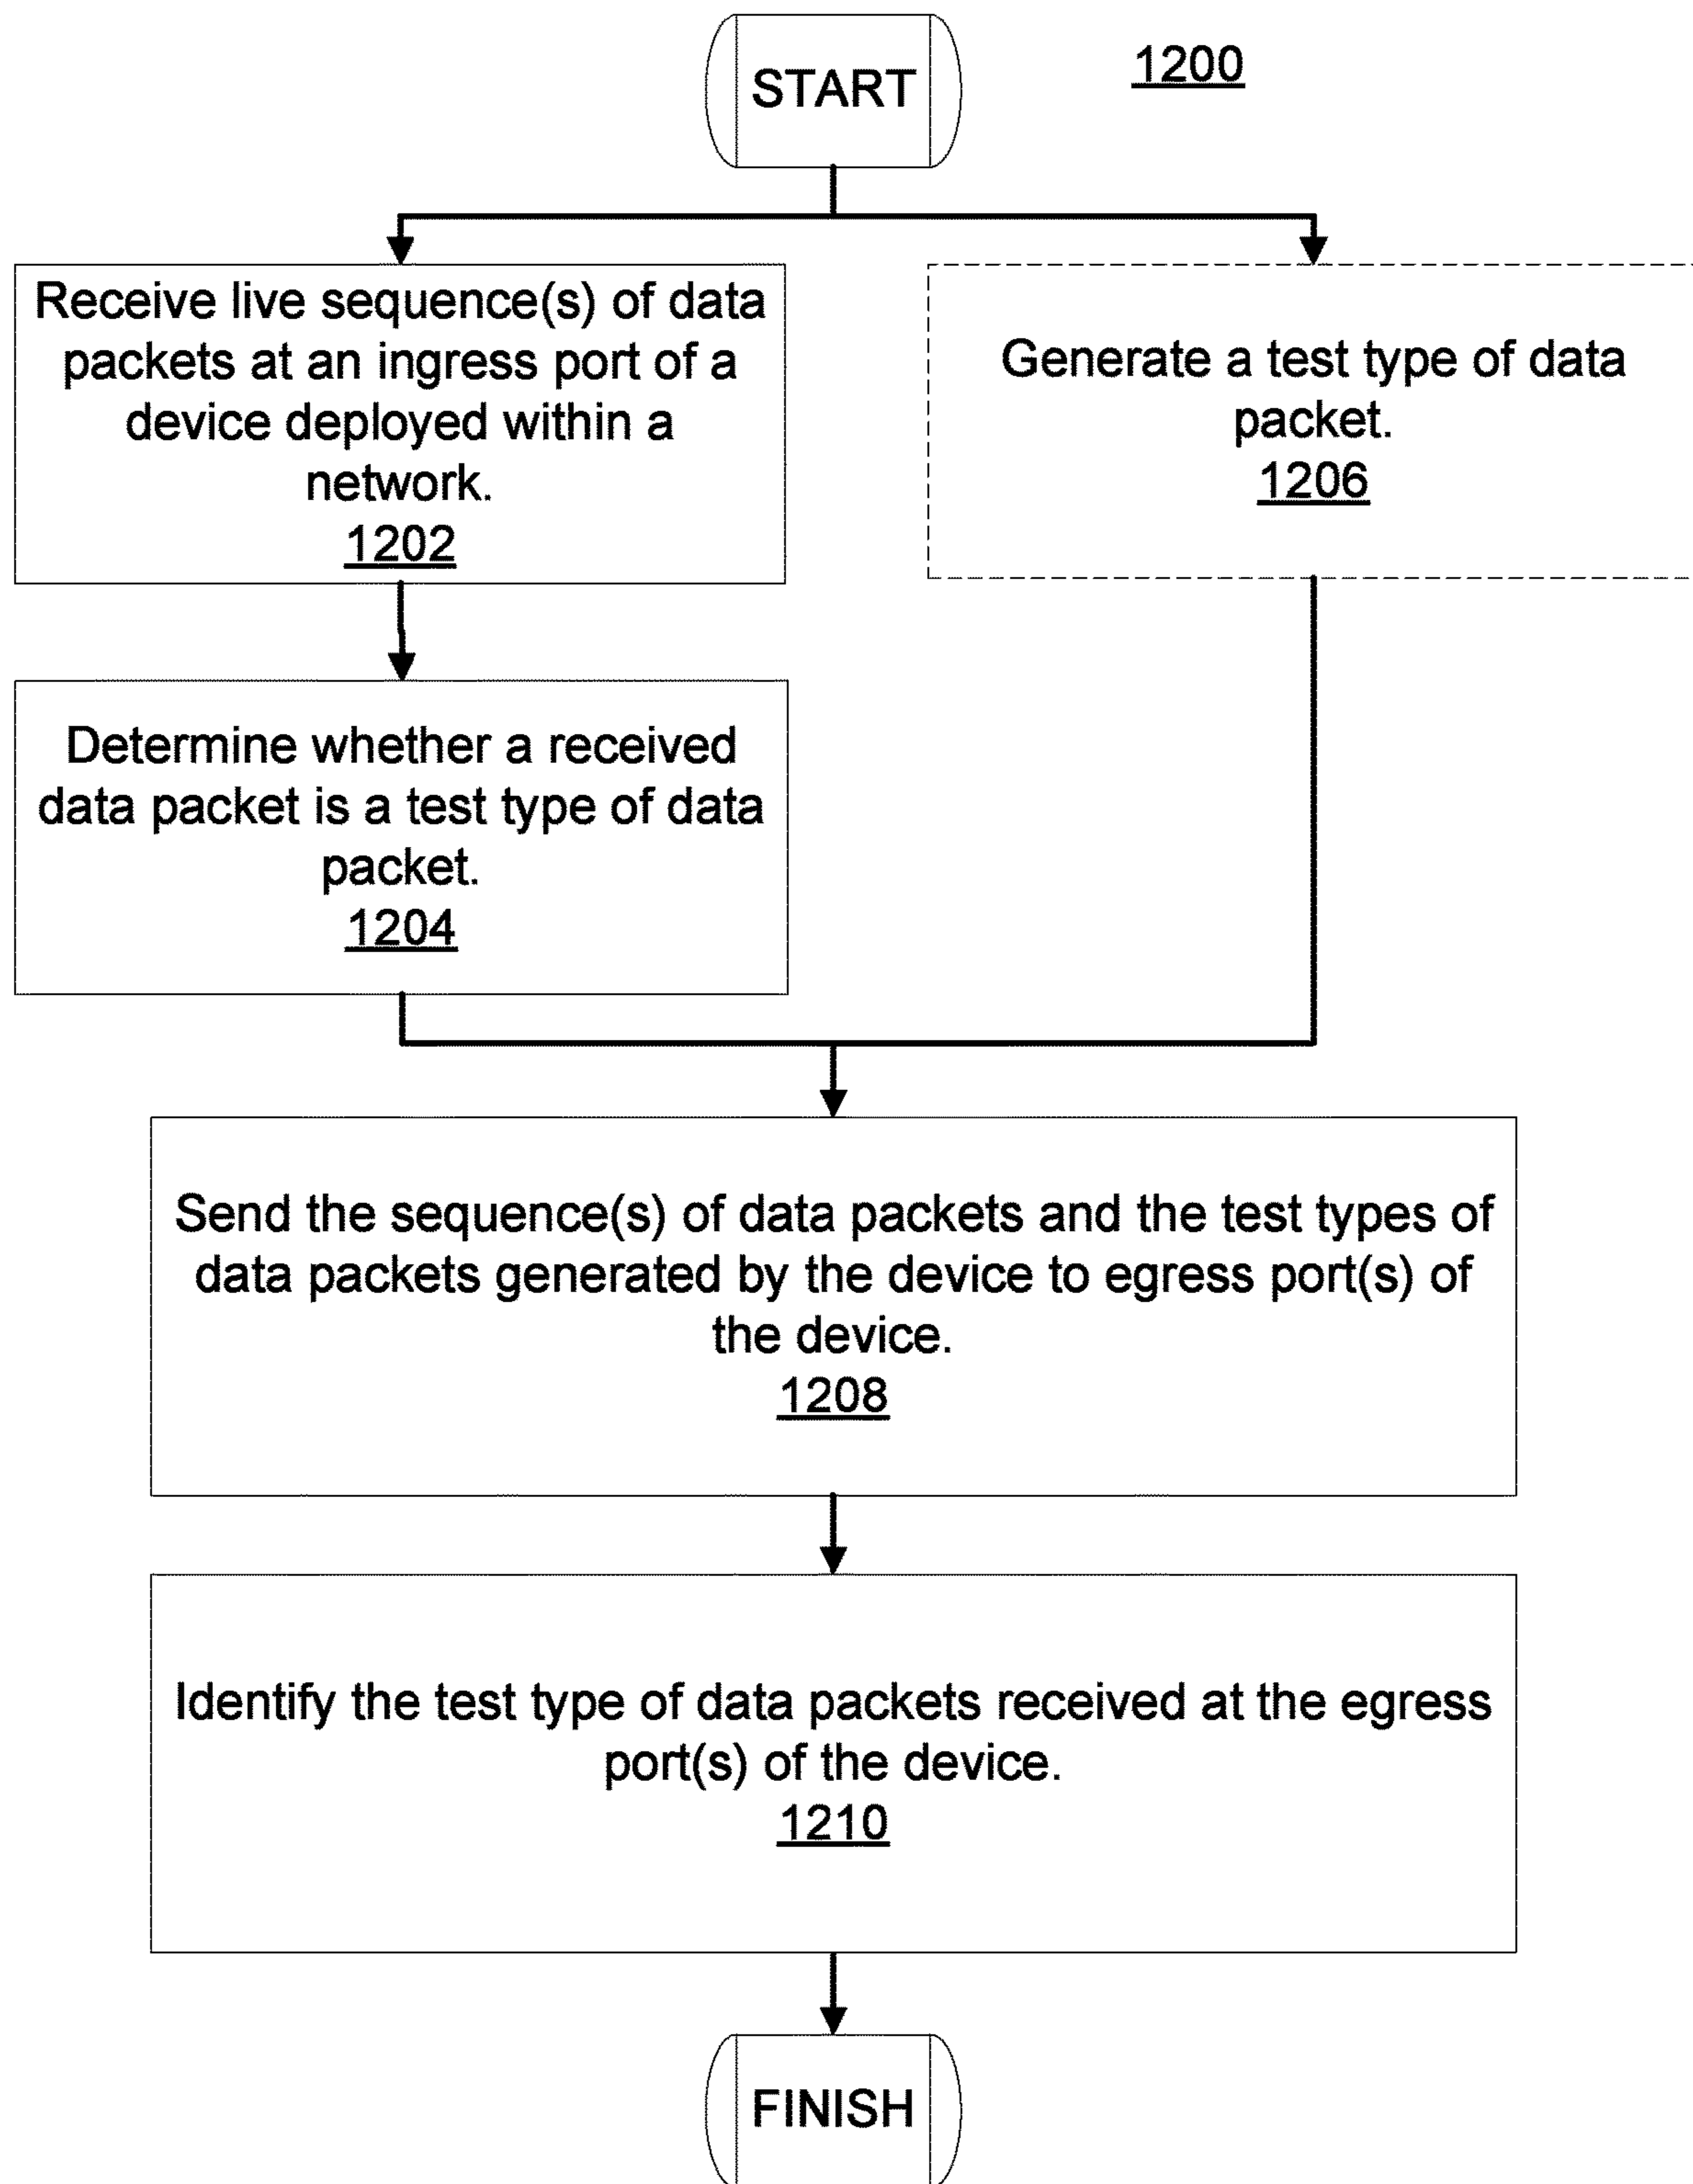 START
1200
Receive live sequence(s) of data
packets at an ingress port of a
device deployed within a
network.
1202
Generate a test type of data
packet.
1206
Determine whether a received
data packet is a test type of data
packet.
1204
Send the sequence(s) of data packets and the test types of
data packets generated by the device to egress port(s) of
the device.
1208
Identify the test type of data packets received at the egress
port(s) of the device.
1210
FINISH